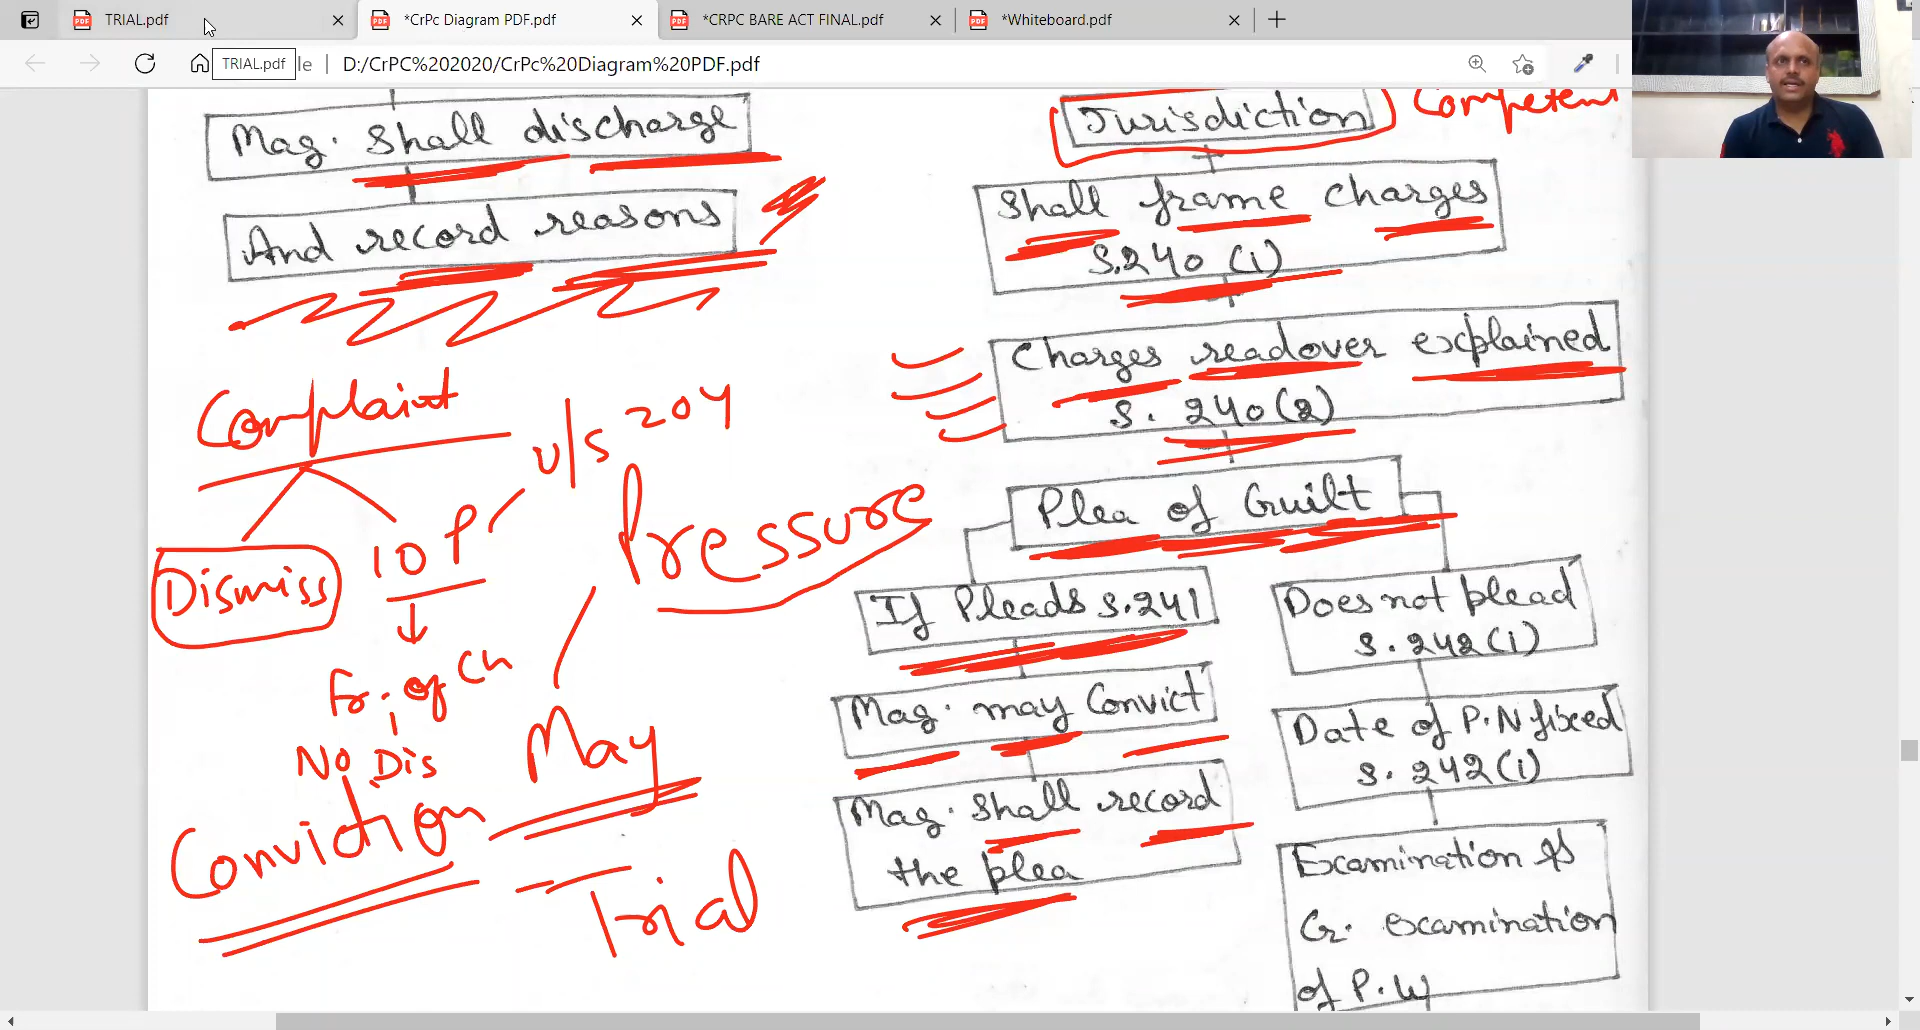 TRIAL.pdf
*CrPc Diagram PDF.pdf
*CRPC BARE ACT FINAL.pdf
*Whiteboard.pdf
TRIAL.pdf
le
D:/CrPC%202020/CrPc%20Diagram%20PDF.pdf
Mag. Shall discharge
And record reasons
Complaint
Dismiss
IOP
u/s 204
Pressure
Fr. of Ch
No Dis
Conviction
May
Trial
Jurisdiction
Competent
Shall frame charges
S.240 (1)
Charges readover explained
S. 240(2)
Plea of Guilt
If Pleads S.241
Mag. may Convict
Mag. Shall record
the plea
Does not plead
S. 242(1)
Date of P.N fixed
S. 242(1)
Examination &
Cr. examination
of P.W